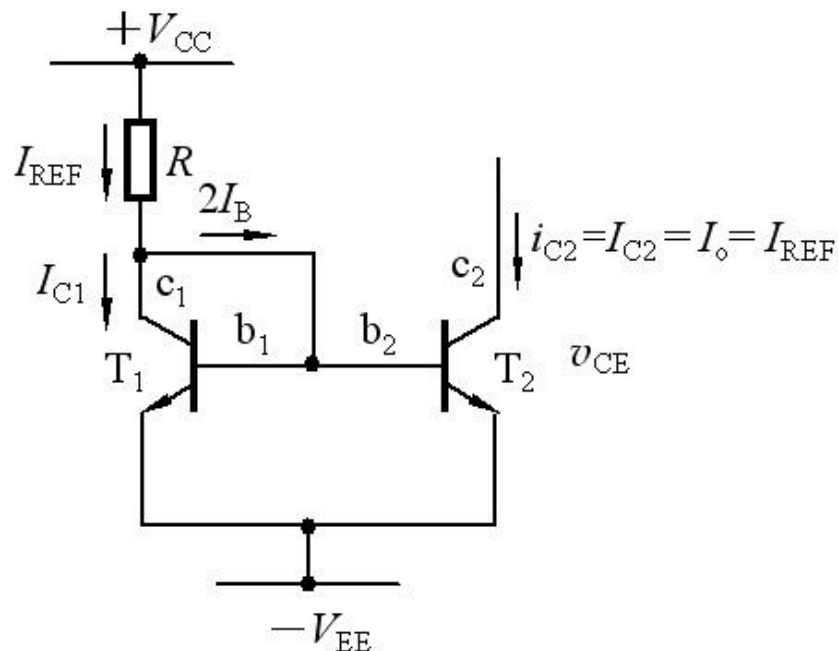 +V_CC
I_REF
R
2I_B
i_C2=I_C2=I_o=I_REF
I_C1
c_1
c_2
b_1
b_2
T_1
T_2
v_CE
−V_EE